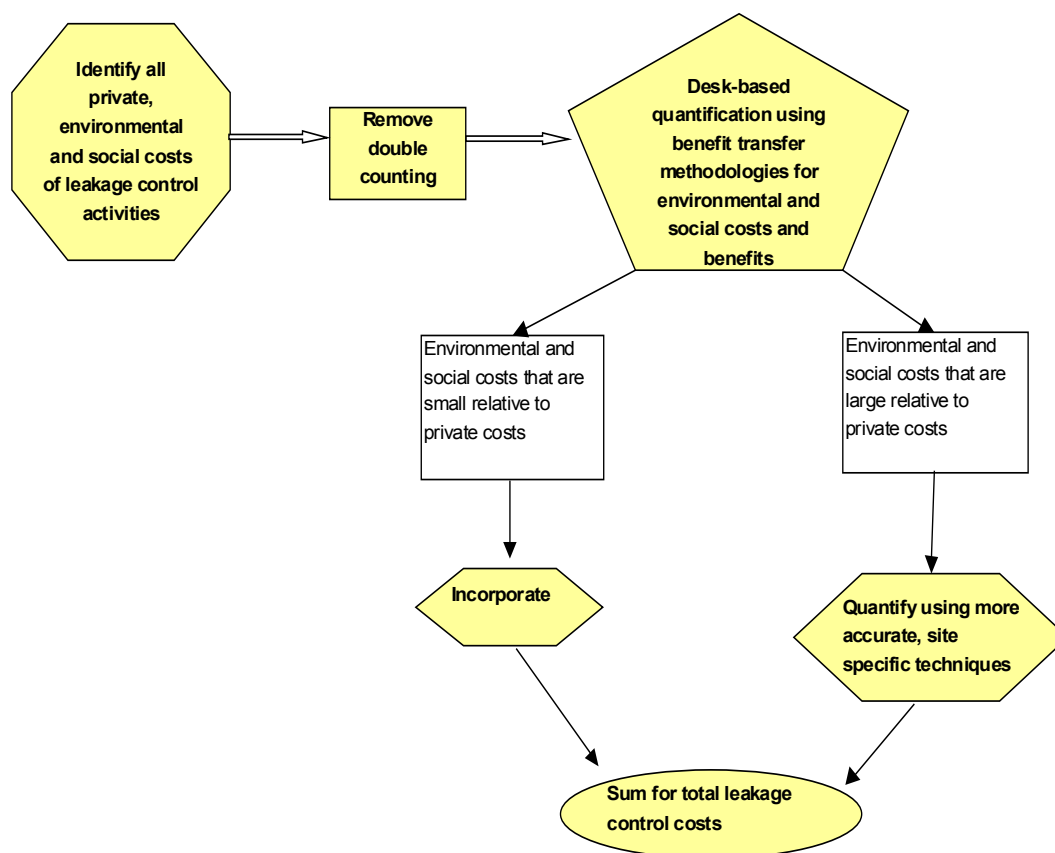 Identify all
private,
environmental
and social costs
of leakage control
activities
Remove
double
counting
Desk-based
quantification using
benefit transfer
methodologies for
environmental and
social costs and
benefits
Environmental and
social costs that are
small relative to
private costs
Environmental and
social costs that are
large relative to
private costs
Incorporate
Quantify using more
accurate, site
specific techniques
Sum for total leakage
control costs